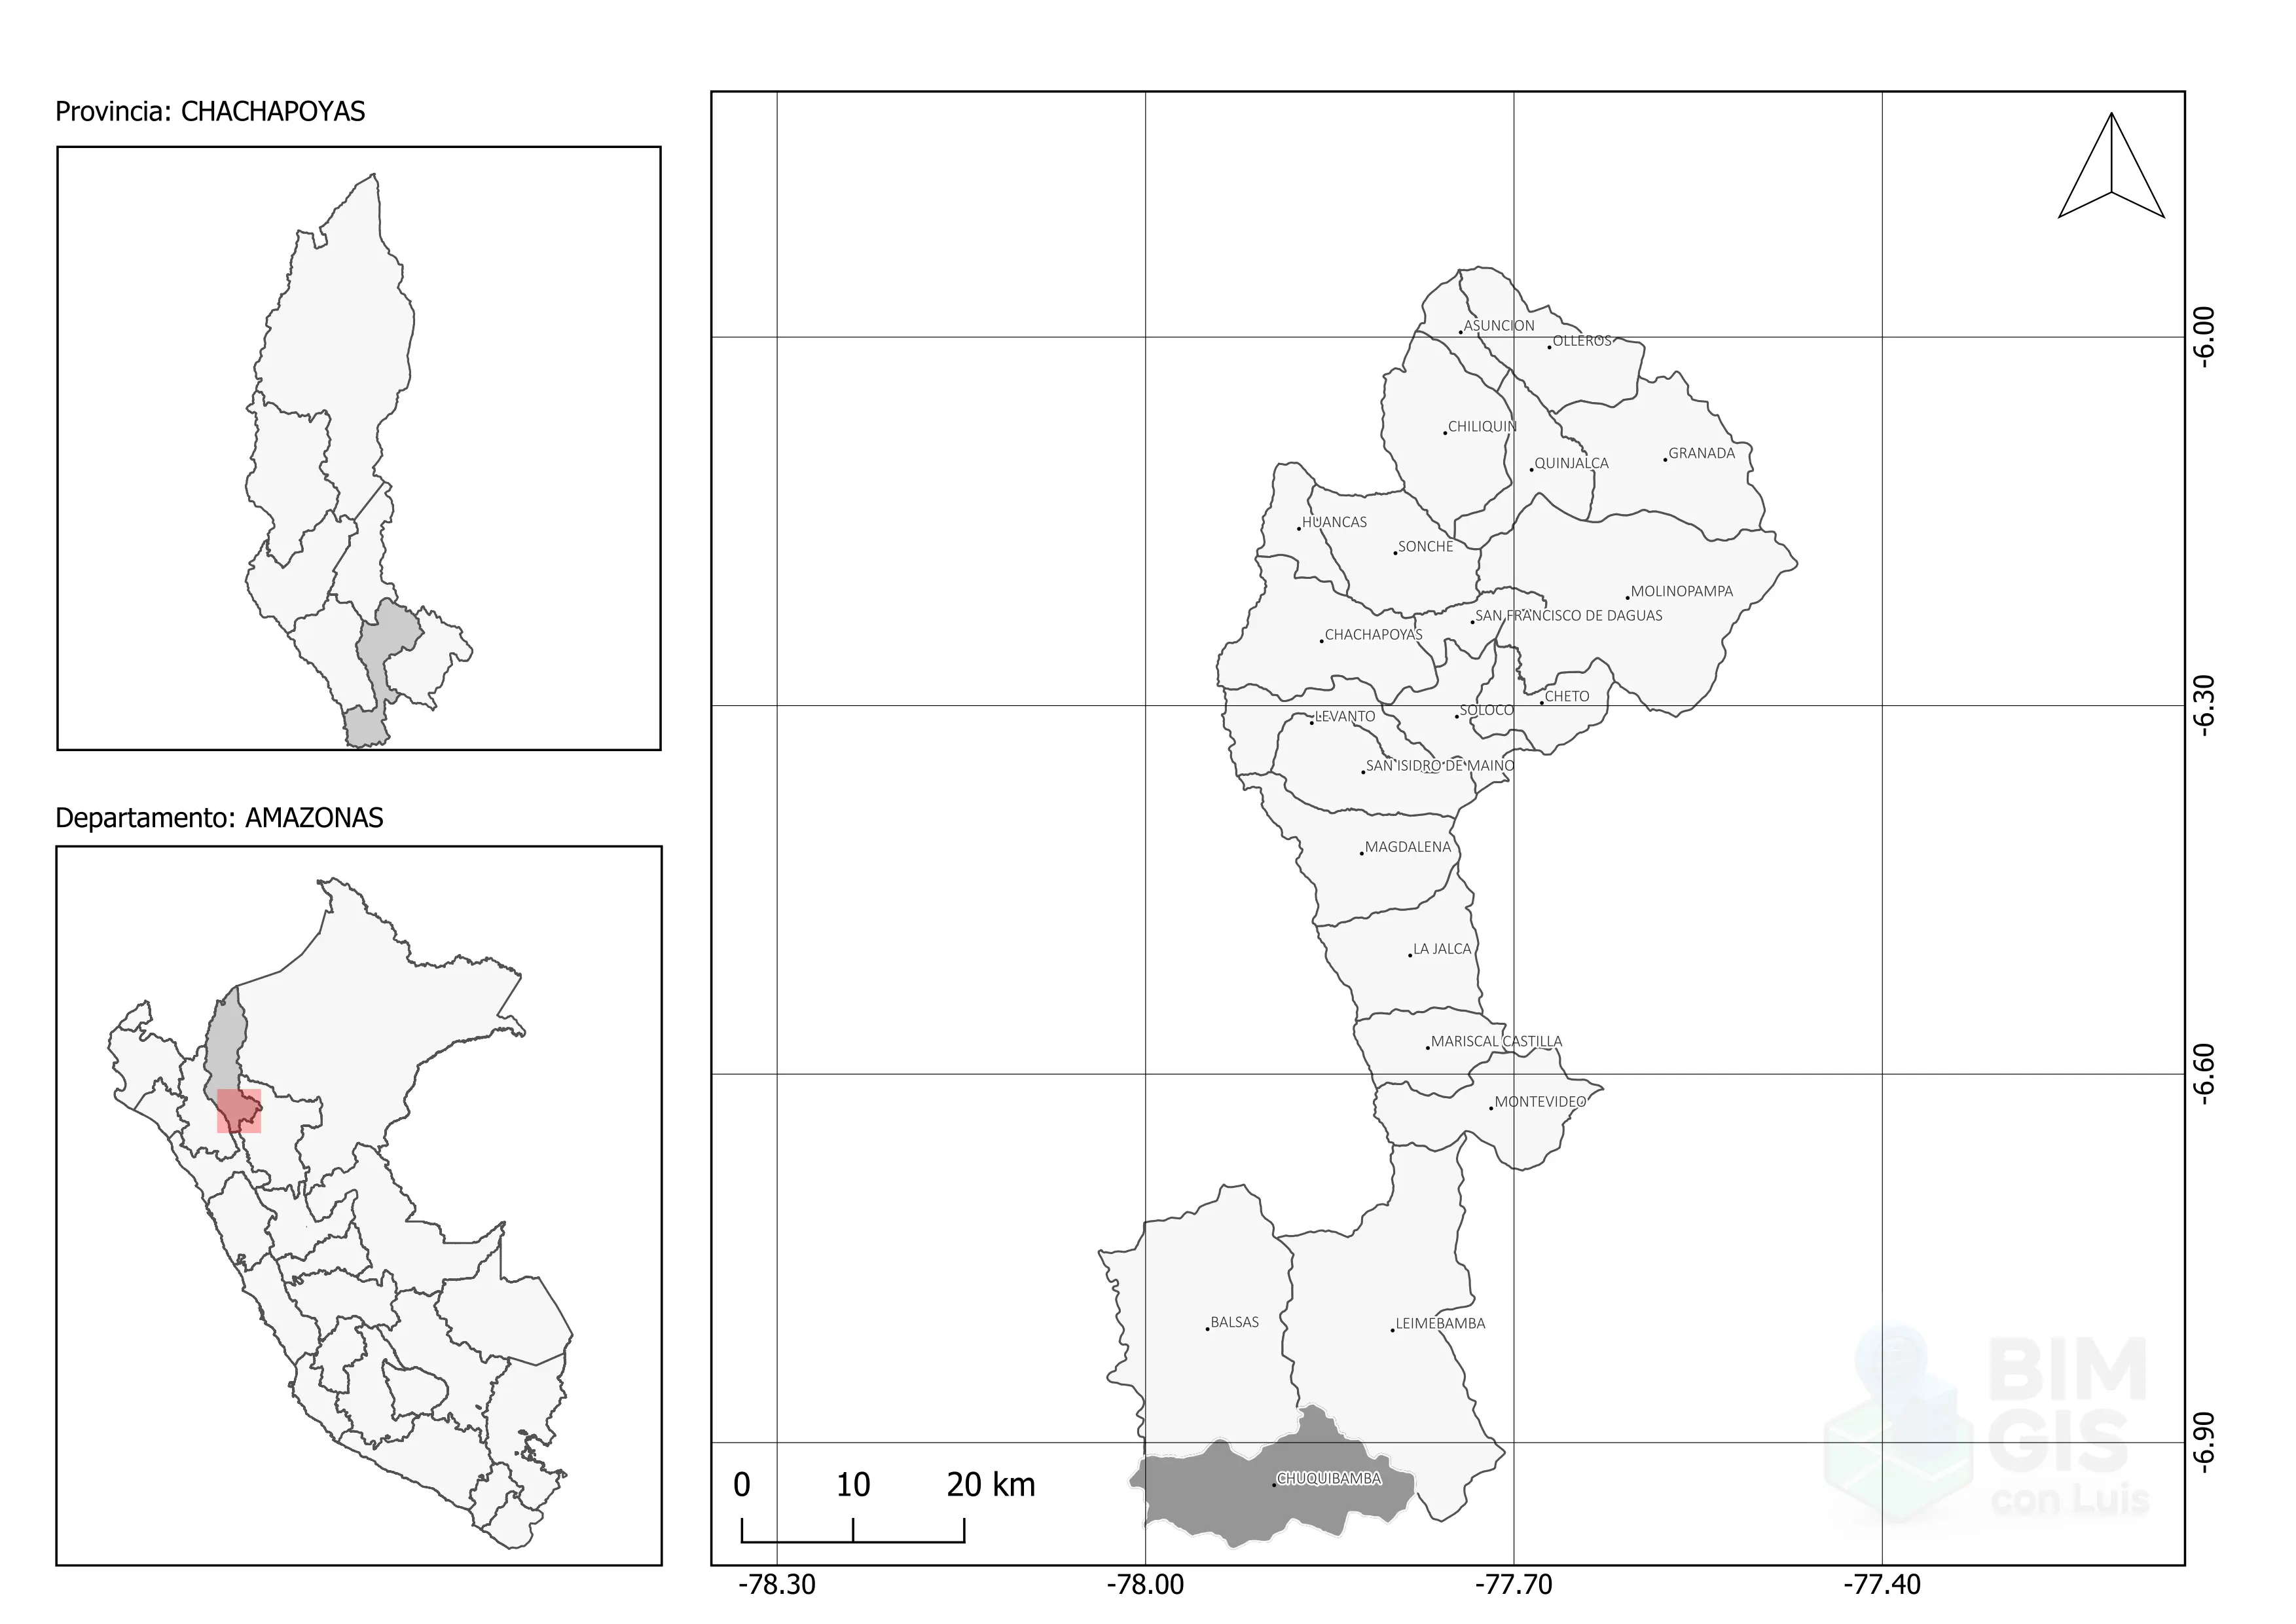 Provincia: CHACHAPOYAS
Departamento: AMAZONAS
ASUNCION
OLLEROS
CHILIQUIN
QUINJALCA
GRANADA
HUANCAS
SONCHE
MOLINOPAMPA
SAN FRANCISCO DE DAGUAS
CHACHAPOYAS
CHETO
SOLOCO
LEVANTO
SAN ISIDRO DE MAINO
MAGDALENA
LA JALCA
MARISCAL CASTILLA
MONTEVIDEO
BALSAS
LEIMEBAMBA
CHUQUIBAMBA
0 10 20 km
-6.00
-6.30
-6.60
-6.90
-78.30 -78.00 -77.70 -77.40
BIM
GIS
con Luis